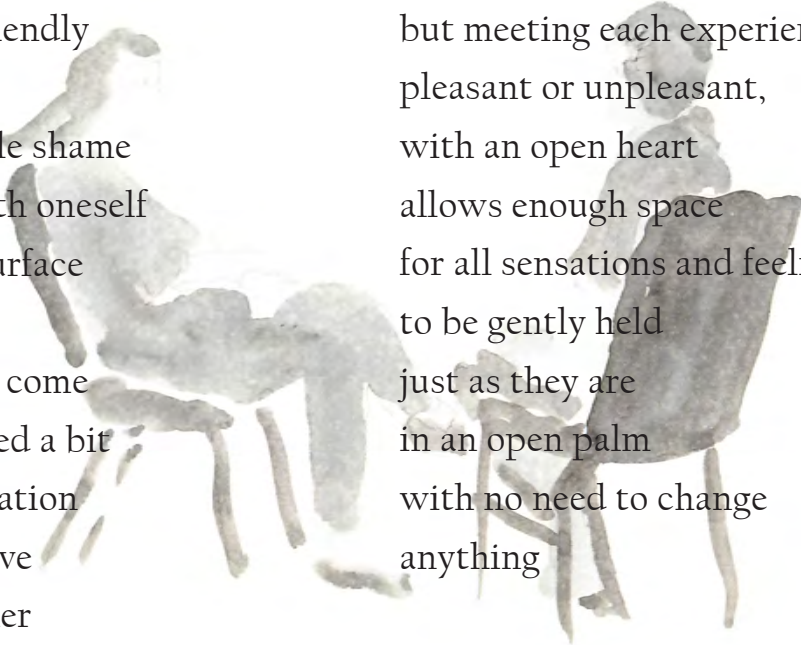 iendly
le shame
th oneself
urface
come
ed a bit
ation
ve
er
but meeting each experien
pleasant or unpleasant,
with an open heart
allows enough space
for all sensations and feeli
to be gently held
just as they are
in an open palm
with no need to change
anything